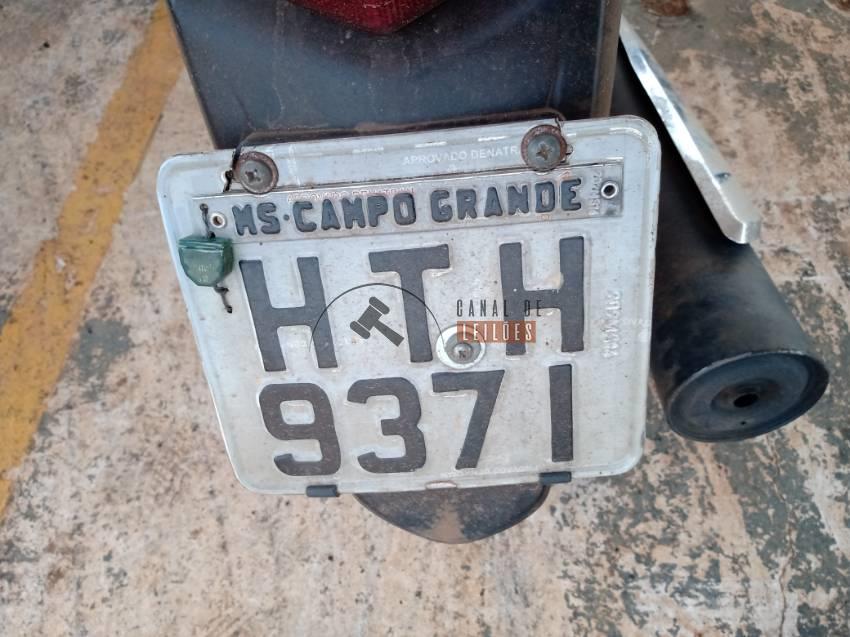 APROVADO DENATRAN
MS·CAMPO GRANDE
HTH
CANAL DE
LEILÕES
9371